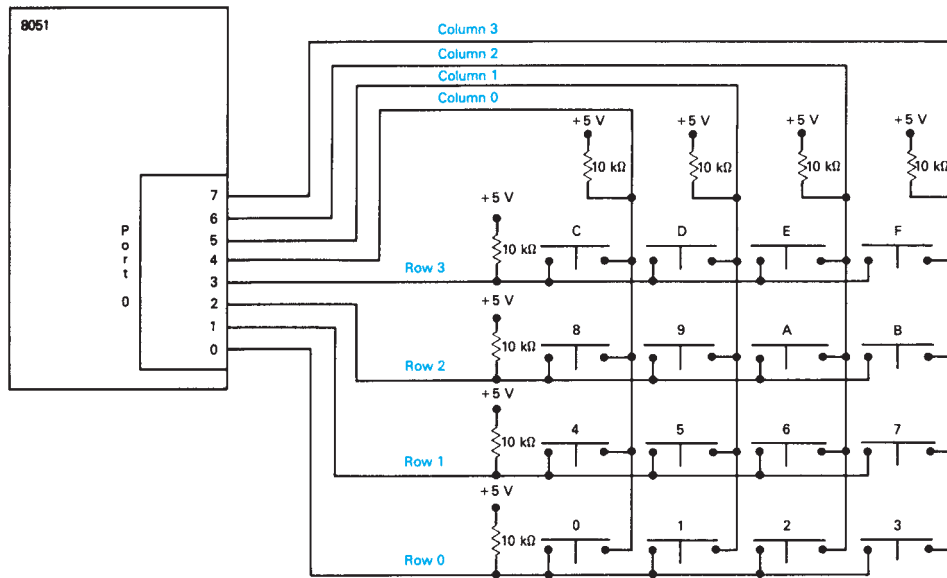 8051
Column 3
Column 2
Column 1
Column 0
+5 V
+5 V
+5 V
+5 V
10 kΩ
10 kΩ
10 kΩ
10 kΩ
Port 0
7
6
5
4
3
2
1
0
+5 V
10 kΩ
C
D
E
F
Row 3
+5 V
10 kΩ
8
9
A
B
Row 2
+5 V
10 kΩ
4
5
6
7
Row 1
+5 V
10 kΩ
0
1
2
3
Row 0